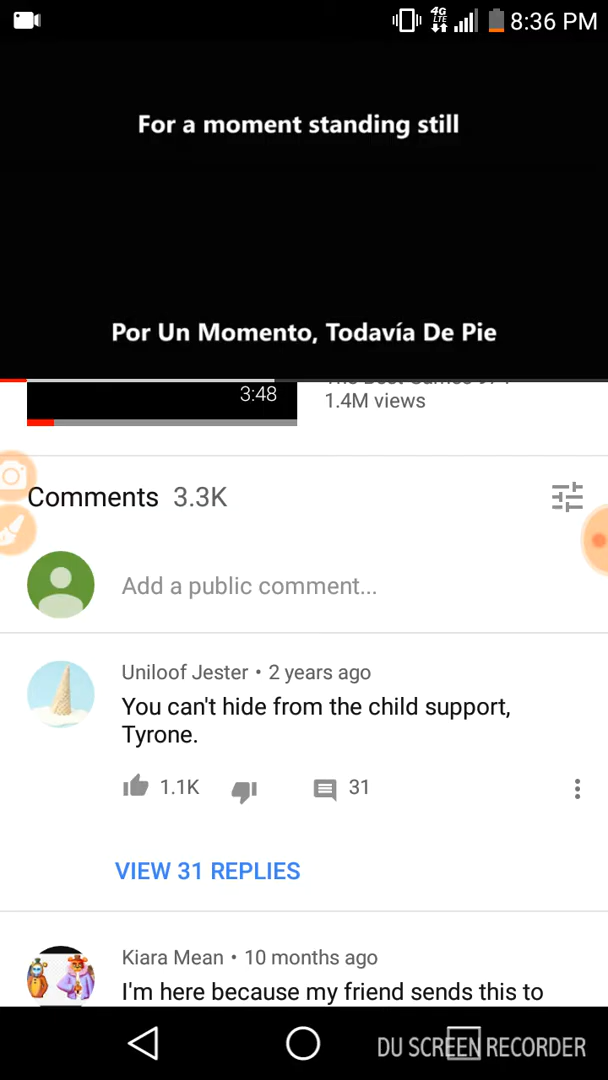 4G
LTE
8:36 PM
For a moment standing still
Por Un Momento, Todavía De Pie
3:48
1.4M views
Comments 3.3K
Add a public comment...
Uniloof Jester • 2 years ago
You can't hide from the child support,
Tyrone.
1.1K
31
VIEW 31 REPLIES
Kiara Mean • 10 months ago
I'm here because my friend sends this to
DU SCREEN RECORDER